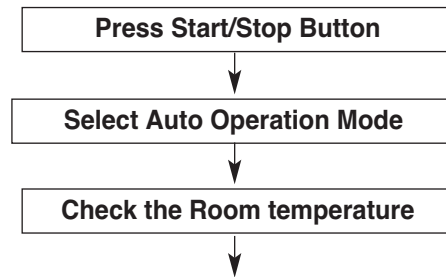 Press Start/Stop Button
Select Auto Operation Mode
Check the Room temperature